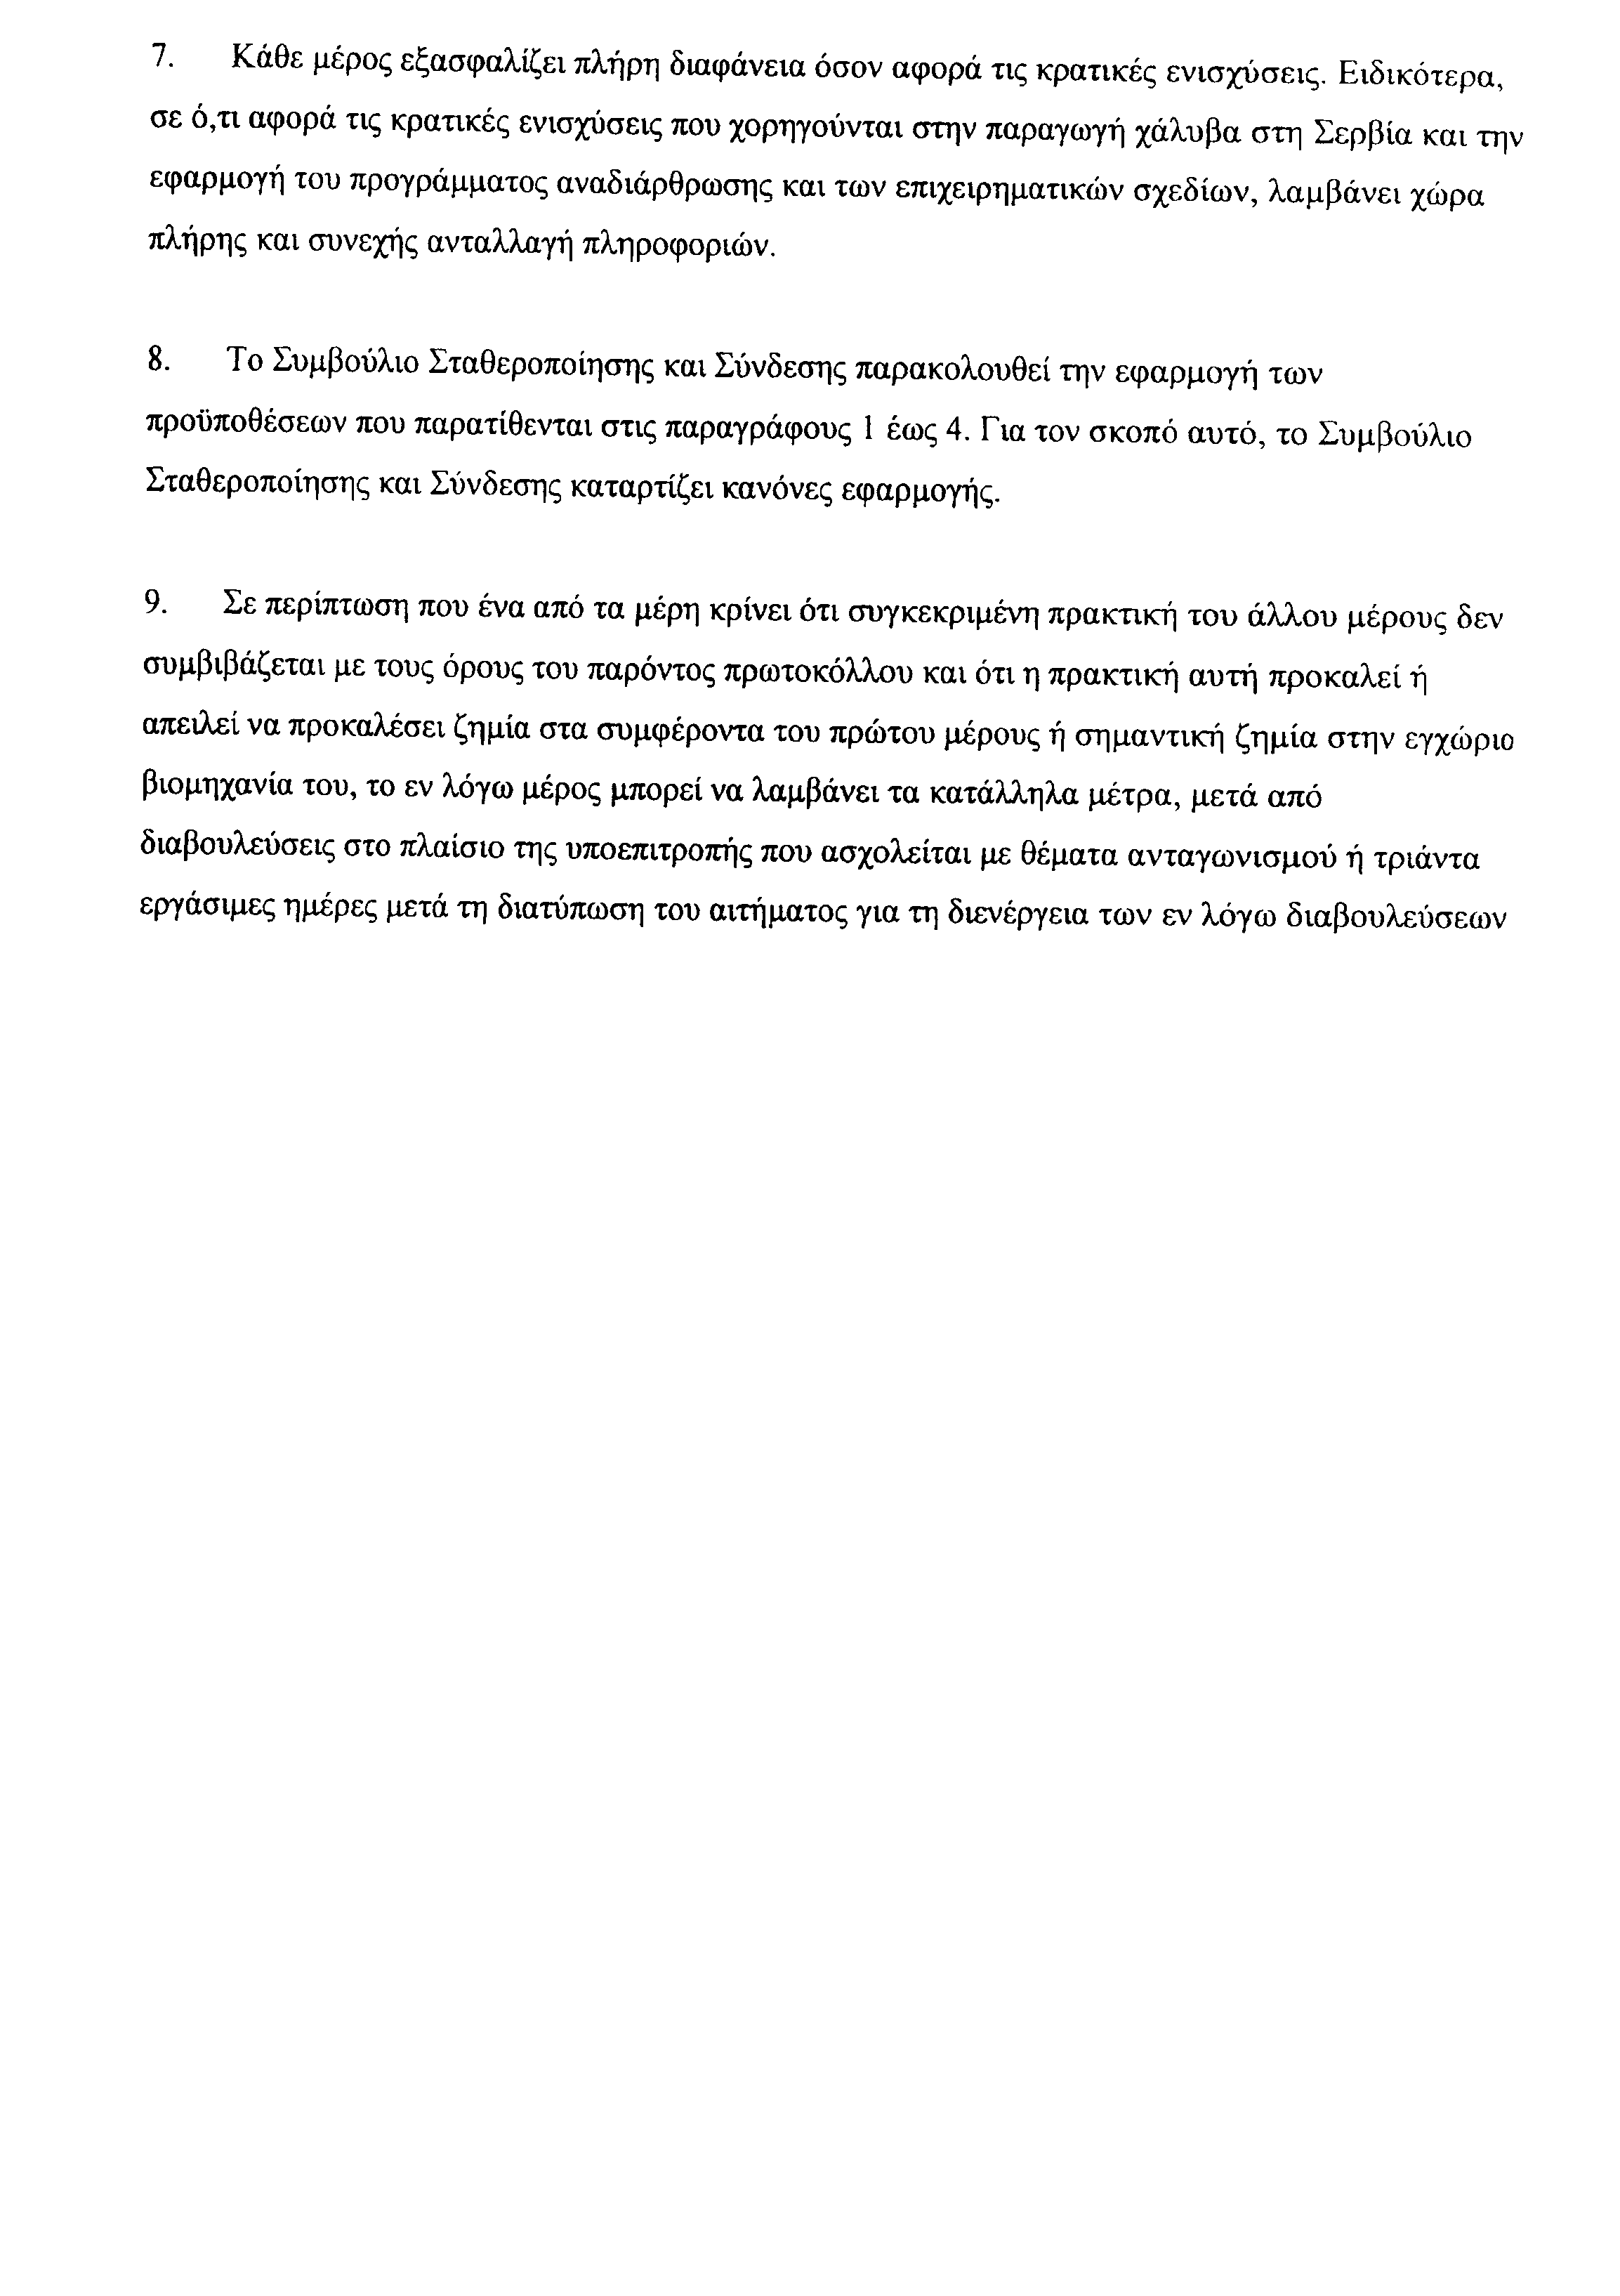 7. Κάθε μέρος εξασφαλίζει πλήρη διαφάνεια όσον αφορά τις κρατικές ενισχύσεις. Ειδικότερα,
σε ό,τι αφορά τις κρατικές ενισχύσεις που χορηγούνται στην παραγωγή χάλυβα στη Σερβία και την
εφαρμογή του προγράμματος αναδιάρθρωσης και των επιχειρηματικών σχεδίων, λαμβάνει χώρα
πλήρης και συνεχής ανταλλαγή πληροφοριών.
8. Το Συμβούλιο Σταθεροποίησης και Σύνδεσης παρακολουθεί την εφαρμογή των
προϋποθέσεων που παρατίθενται στις παραγράφους 1 έως 4. Για τον σκοπό αυτό, το Συμβούλιο
Σταθεροποίησης και Σύνδεσης καταρτίζει κανόνες εφαρμογής.
9. Σε περίπτωση που ένα από τα μέρη κρίνει ότι συγκεκριμένη πρακτική του άλλου μέρους δεν
συμβιβάζεται με τους όρους του παρόντος πρωτοκόλλου και ότι η πρακτική αυτή προκαλεί ή
απειλεί να προκαλέσει ζημία στα συμφέροντα του πρώτου μέρους ή σημαντική ζημία στην εγχώριο
βιομηχανία του, το εν λόγω μέρος μπορεί να λαμβάνει τα κατάλληλα μέτρα, μετά από
διαβουλεύσεις στο πλαίσιο της υποεπιτροπής που ασχολείται με θέματα ανταγωνισμού ή τριάντα
εργάσιμες ημέρες μετά τη διατύπωση του αιτήματος για τη διενέργεια των εν λόγω διαβουλεύσεων